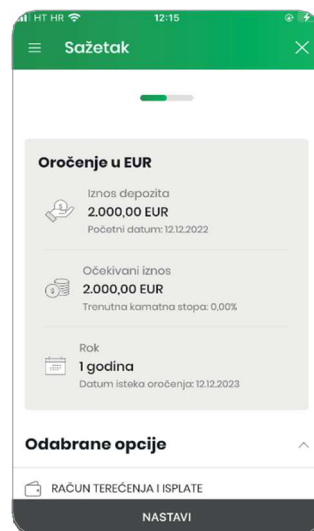 HT HR 12:15
Sažetak
Oročenje u EUR
Iznos depozita
2.000,00 EUR
Početni datum: 12.12.2022
Očekivani iznos
2.000,00 EUR
Trenutna kamatna stopa: 0,00%
Rok
1 godina
Datum isteka oročenja: 12.12.2023
Odabrane opcije
RAČUN TEREĆENJA I ISPLATE
NASTAVI